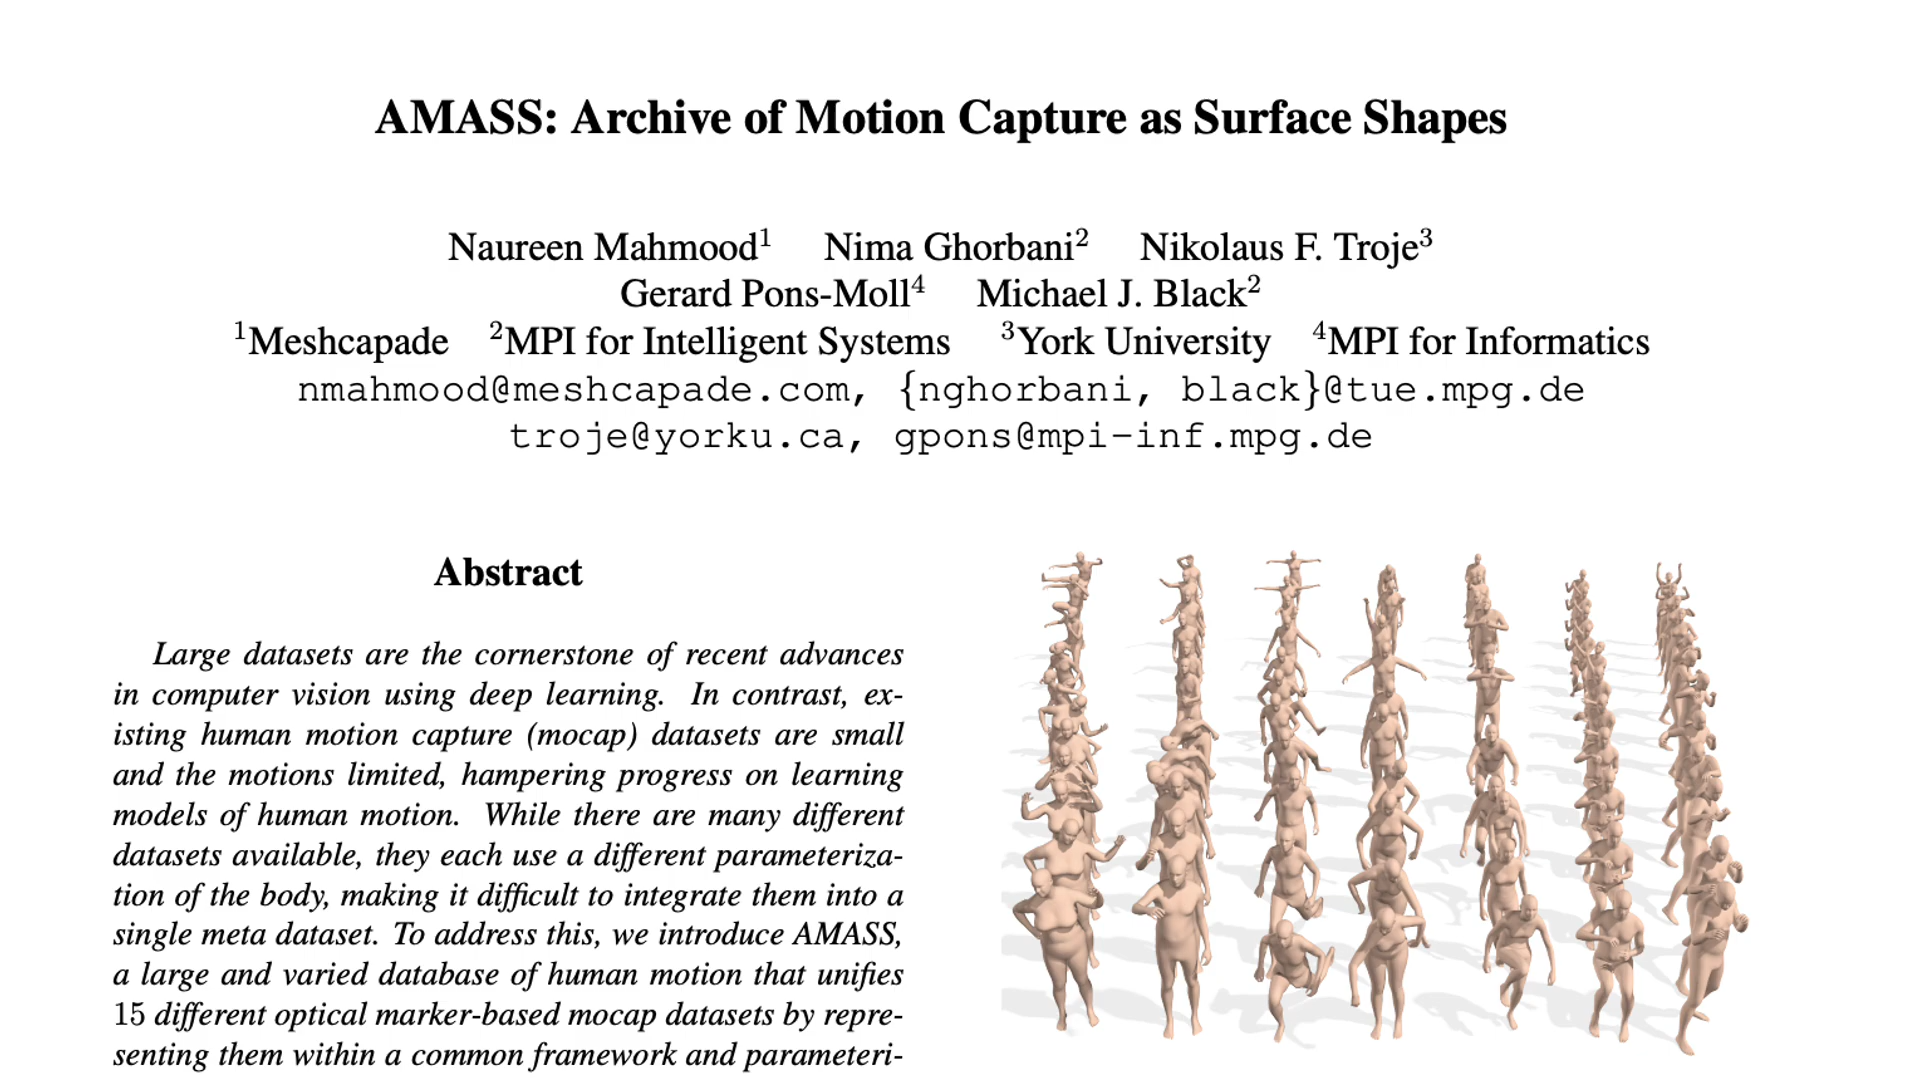 AMASS: Archive of Motion Capture as Surface Shapes
Naureen Mahmood¹ Nima Ghorbani² Nikolaus F. Troje³
Gerard Pons-Moll⁴ Michael J. Black²
¹Meshcapade ²MPI for Intelligent Systems ³York University ⁴MPI for Informatics
nmahmood@meshcapade.com, {nghorbani, black}@tue.mpg.de
troje@yorku.ca, gpons@mpi-inf.mpg.de
Abstract
Large datasets are the cornerstone of recent advances
in computer vision using deep learning. In contrast, ex-
isting human motion capture (mocap) datasets are small
and the motions limited, hampering progress on learning
models of human motion. While there are many different
datasets available, they each use a different parameteriza-
tion of the body, making it difficult to integrate them into a
single meta dataset. To address this, we introduce AMASS,
a large and varied database of human motion that unifies
15 different optical marker-based mocap datasets by repre-
senting them within a common framework and parameteri-